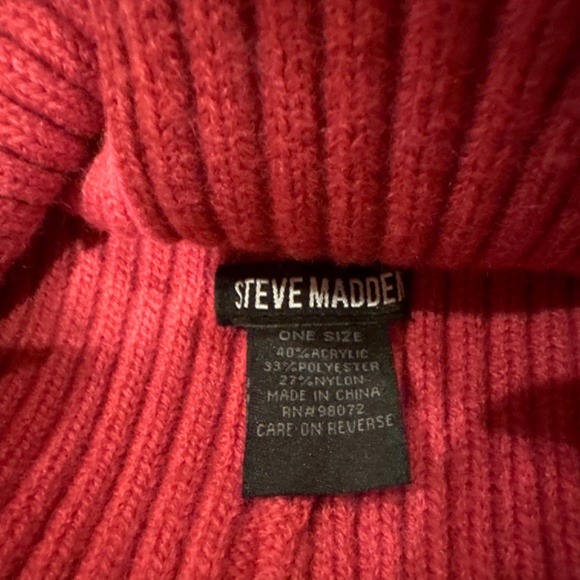 STEVE MADDEN
ONE SIZE
40%ACRYLIC
33%POLYESTER
27%NYLON
MADE IN CHINA
RN#98072
CARE ON REVERSE